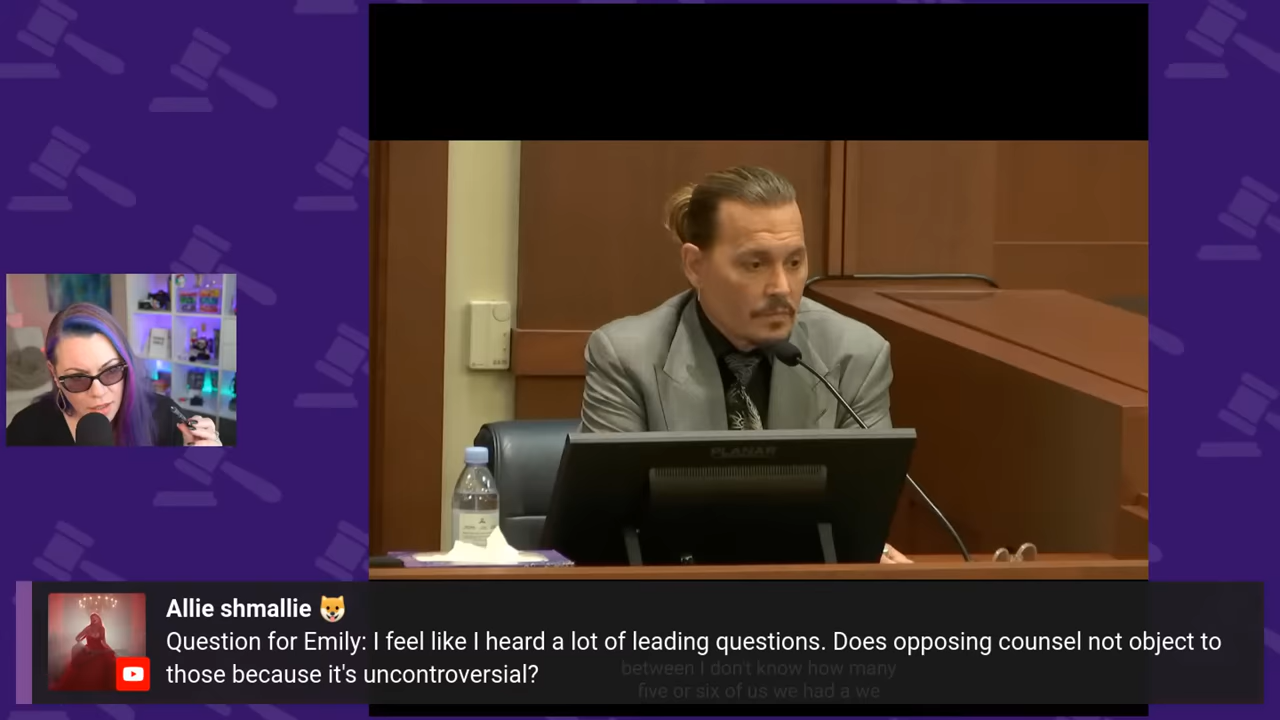 PLANAR
Allie shmallie 🐶
Question for Emily: I feel like I heard a lot of leading questions. Does opposing counsel not object to
those because it's uncontroversial?
between I don't know how many
five or six of us we had a we